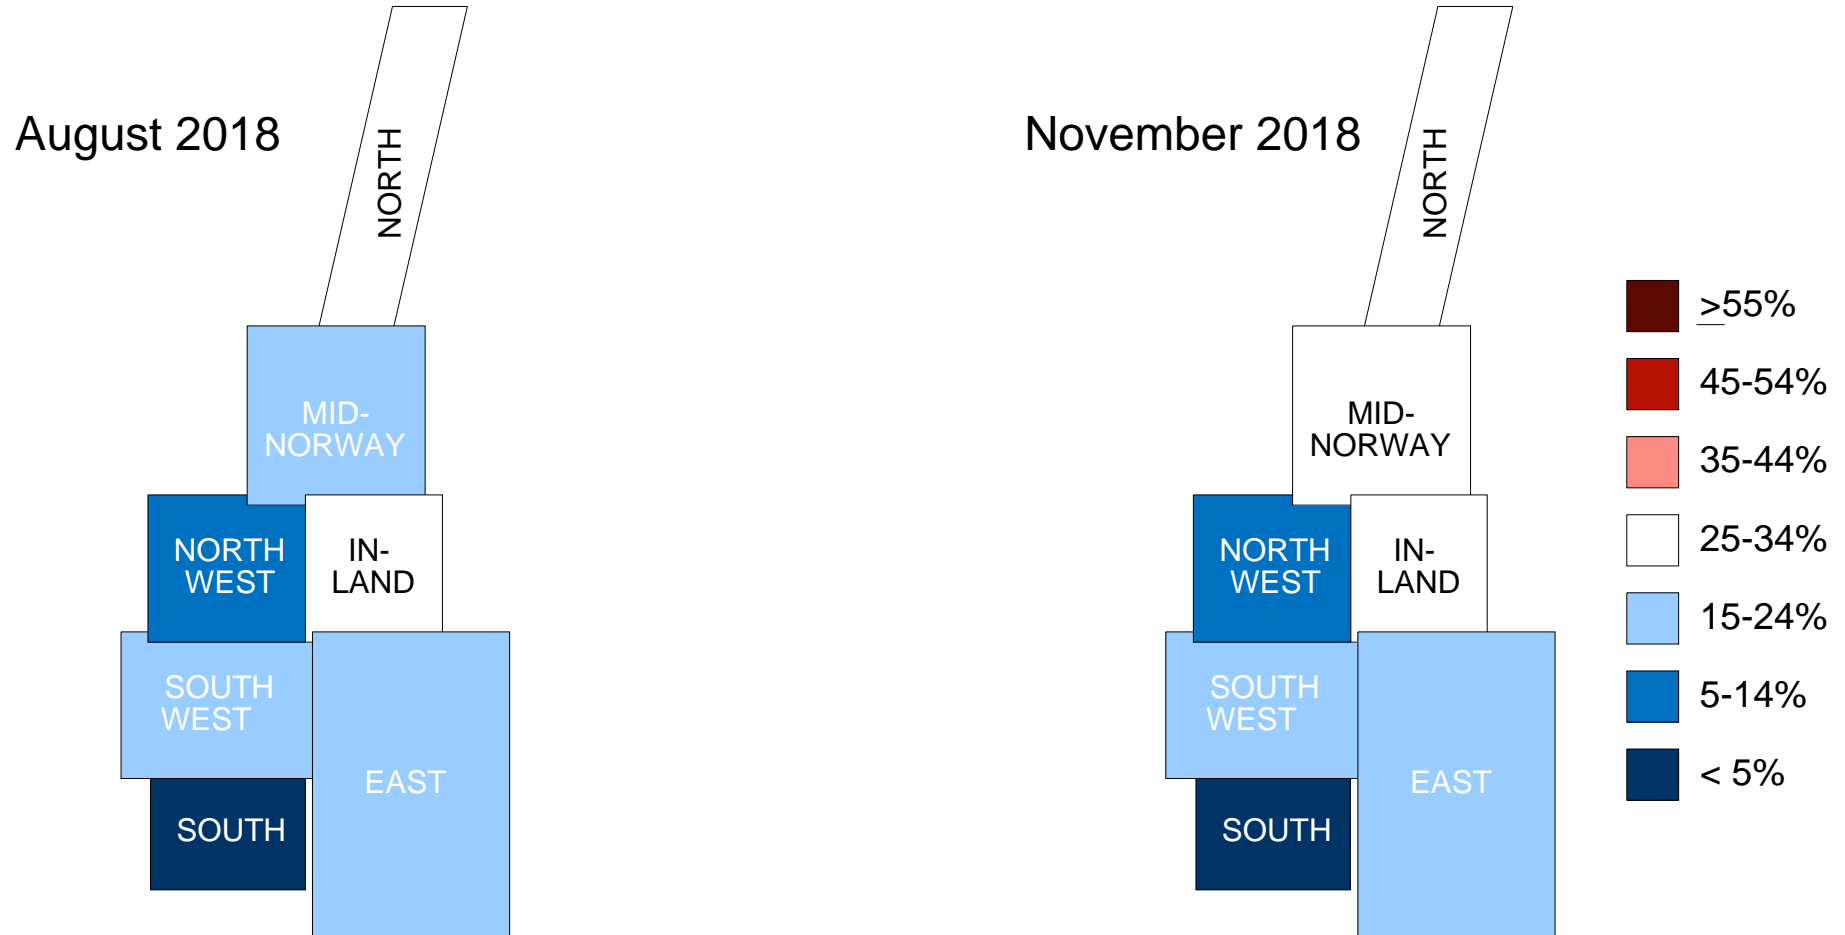 August 2018
NORTH
MID-
NORWAY
NORTH
WEST
IN-
LAND
SOUTH
WEST
EAST
SOUTH
November 2018
NORTH
MID-
NORWAY
NORTH
WEST
IN-
LAND
SOUTH
WEST
EAST
SOUTH
≥55%
45-54%
35-44%
25-34%
15-24%
5-14%
< 5%